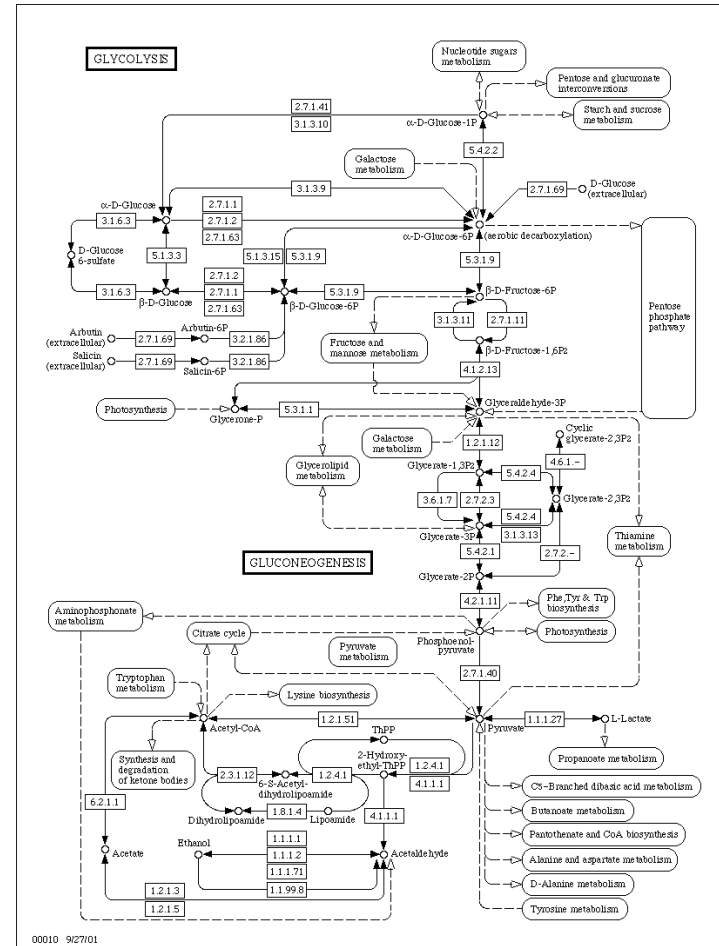 GLYCOLYSIS
Nucleotide sugars
metabolism
Pentose and glucuronate
interconversions
Starch and sucrose
metabolism
2.7.1.41
3.1.3.10
α-D-Glucose-1P
5.4.2.2
Galactose
metabolism
3.1.3.9
2.7.1.69
D-Glucose
(extracellular)
α-D-Glucose
2.7.1.1
2.7.1.2
2.7.1.63
3.1.6.3
α-D-Glucose-6P
(aerobic decarboxylation)
D-Glucose
6-sulfate
5.1.3.3
5.1.3.15
5.3.1.9
5.3.1.9
2.7.1.2
2.7.1.1
2.7.1.63
3.1.6.3
β-D-Glucose
β-D-Glucose-6P
5.3.1.9
β-D-Fructose-6P
Pentose
phosphate
pathway
3.1.3.11
2.7.1.11
Arbutin
(extracellular)
2.7.1.69
Arbutin-6P
3.2.1.86
Salicin
(extracellular)
2.7.1.69
Salicin-6P
3.2.1.86
Fructose and
mannose metabolism
β-D-Fructose-1,6P2
4.1.2.13
Photosynthesis
Glycerone-P
5.3.1.1
Glyceraldehyde-3P
Galactose
metabolism
1.2.1.12
Cyclic
glycerate-2,3P2
4.6.1.-
Glycerolipid
metabolism
Glycerate-1,3P2
5.4.2.4
3.6.1.7
2.7.2.3
Glycerate-2,3P2
5.4.2.4
3.1.3.13
Glycerate-3P
5.4.2.1
2.7.2.-
Thiamine
metabolism
GLUCONEOGENESIS
Glycerate-2P
4.2.1.11
Aminophosphonate
metabolism
Phe,Tyr & Trp
biosynthesis
Citrate cycle
Phosphoenol-
pyruvate
Photosynthesis
Pyruvate
metabolism
2.7.1.40
Tryptophan
metabolism
Lysine biosynthesis
Acetyl-CoA
1.2.1.51
Pyruvate
1.1.1.27
L-Lactate
ThPP
Propanoate metabolism
Synthesis and
degradation
of ketone bodies
2-Hydroxy-
ethyl-ThPP
2.3.1.12
6-S-Acetyl-
dihydrolipoamide
1.2.4.1
1.2.4.1
4.1.1.1
C5-Branched dibasic acid metabolism
6.2.1.1
Dihydrolipoamide
1.8.1.4
Lipoamide
4.1.1.1
Butanoate metabolism
Pantothenate and CoA biosynthesis
Acetate
Ethanol
1.1.1.1
1.1.1.2
1.1.1.71
1.1.99.8
Acetaldehyde
Alanine and aspartate metabolism
D-Alanine metabolism
1.2.1.3
1.2.1.5
Tyrosine metabolism
00010 9/27/01